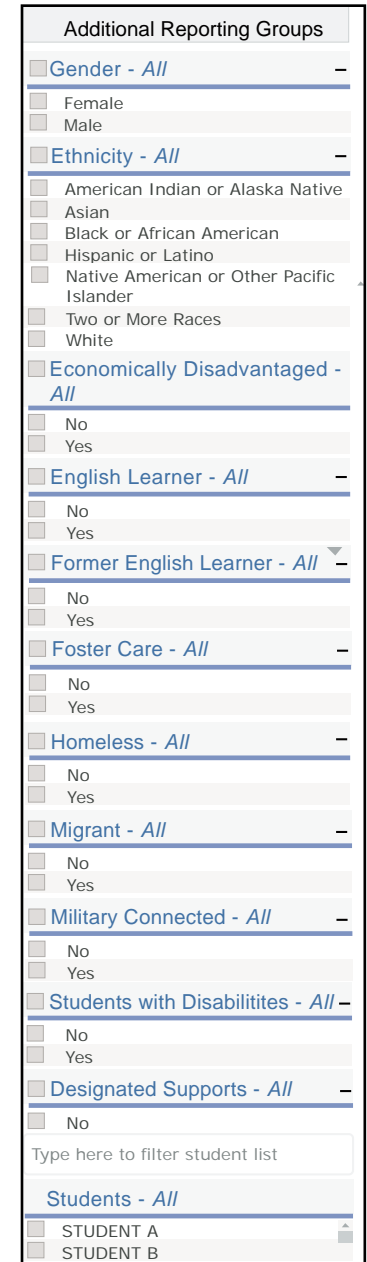 Additional Reporting Groups
Gender - All –
Female
Male
Ethnicity - All –
American Indian or Alaska Native
Asian
Black or African American
Hispanic or Latino
Native American or Other Pacific
Islander
Two or More Races
White
Economically Disadvantaged -
All
No
Yes
English Learner - All –
No
Yes
Former English Learner - All –
No
Yes
Foster Care - All –
No
Yes
Homeless - All –
No
Yes
Migrant - All –
No
Yes
Military Connected - All –
No
Yes
Students with Disabilitites - All –
No
Yes
Designated Supports - All –
No
Type here to filter student list
Students - All
STUDENT A
STUDENT B